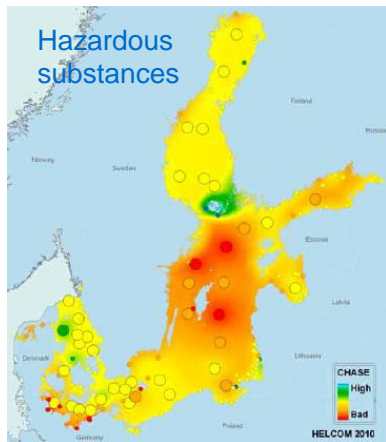 Hazardous
substances
Finland
Russia
Norway
Sweden
Estonia
Latvia
Denmark
Lithuania
CHASE
High
Bad
Poland
Germany
HELCOM 2010